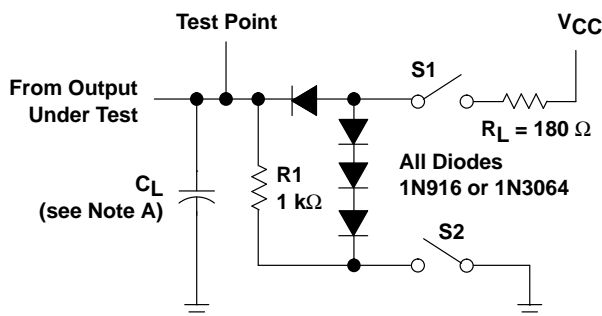 Test Point
VCC
S1
From Output
Under Test
RL = 180 Ω
All Diodes
1N916 or 1N3064
R1
1 kΩ
CL
(see Note A)
S2